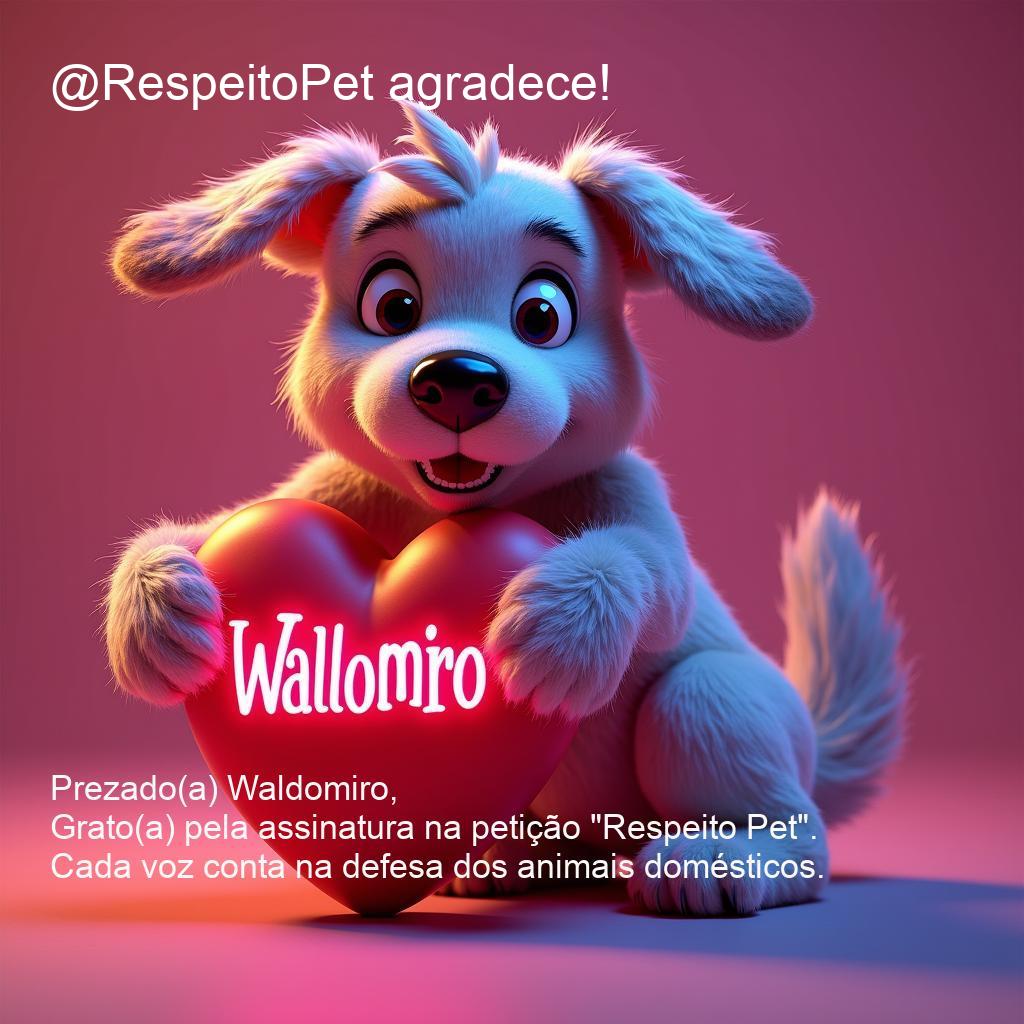 @RespeitoPet agradece!
Wallomiro
Prezado(a) Waldomiro,
Grato(a) pela assinatura na petição "Respeito Pet".
Cada voz conta na defesa dos animais domésticos.